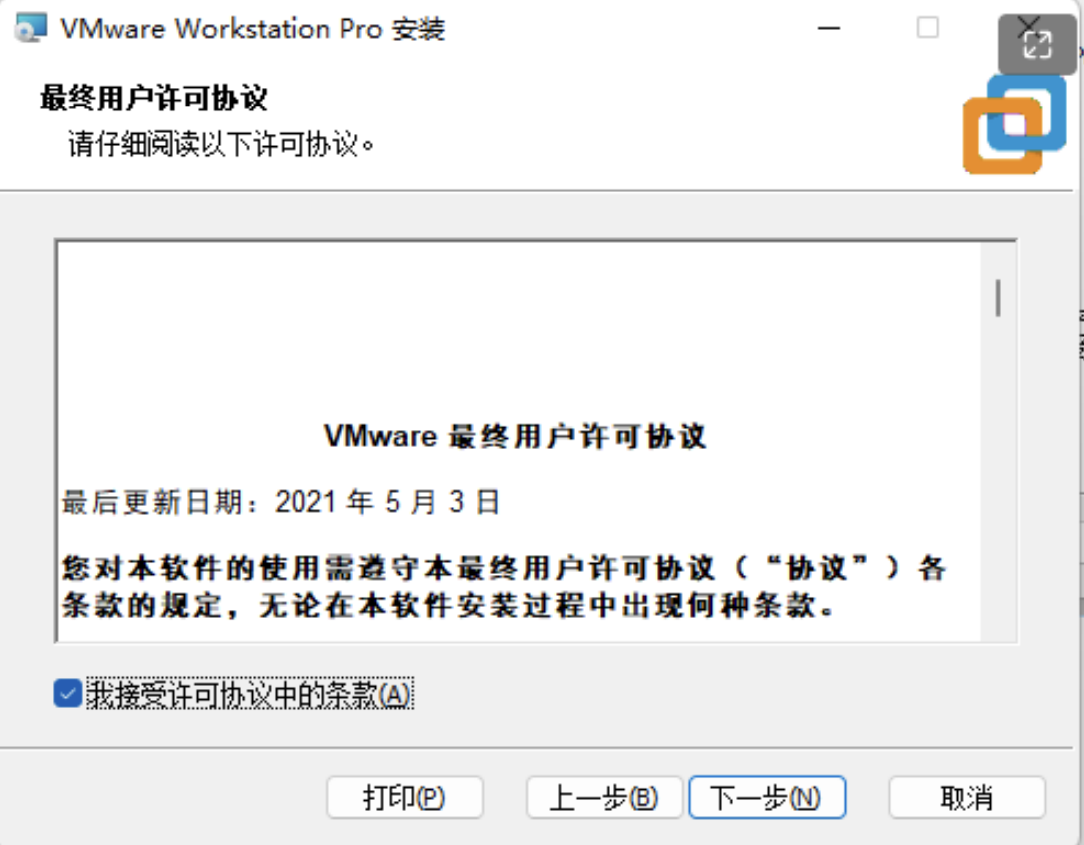 VMware Workstation Pro 安装
最终用户许可协议
请仔细阅读以下许可协议。
VMware 最终用户许可协议
最后更新日期：2021 年 5 月 3 日
您对本软件的使用需遵守本最终用户许可协议（“协议”）各
条款的规定，无论在本软件安装过程中出现何种条款。
我接受许可协议中的条款(A)
打印(P) 上一步(B) 下一步(N) 取消